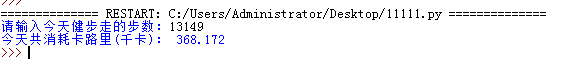 >>>
============= RESTART: C:/Users/Administrator/Desktop/11111.py ==============
请输入今天健步走的步数: 13149
今天共消耗卡路里(千卡):  368.172
>>>